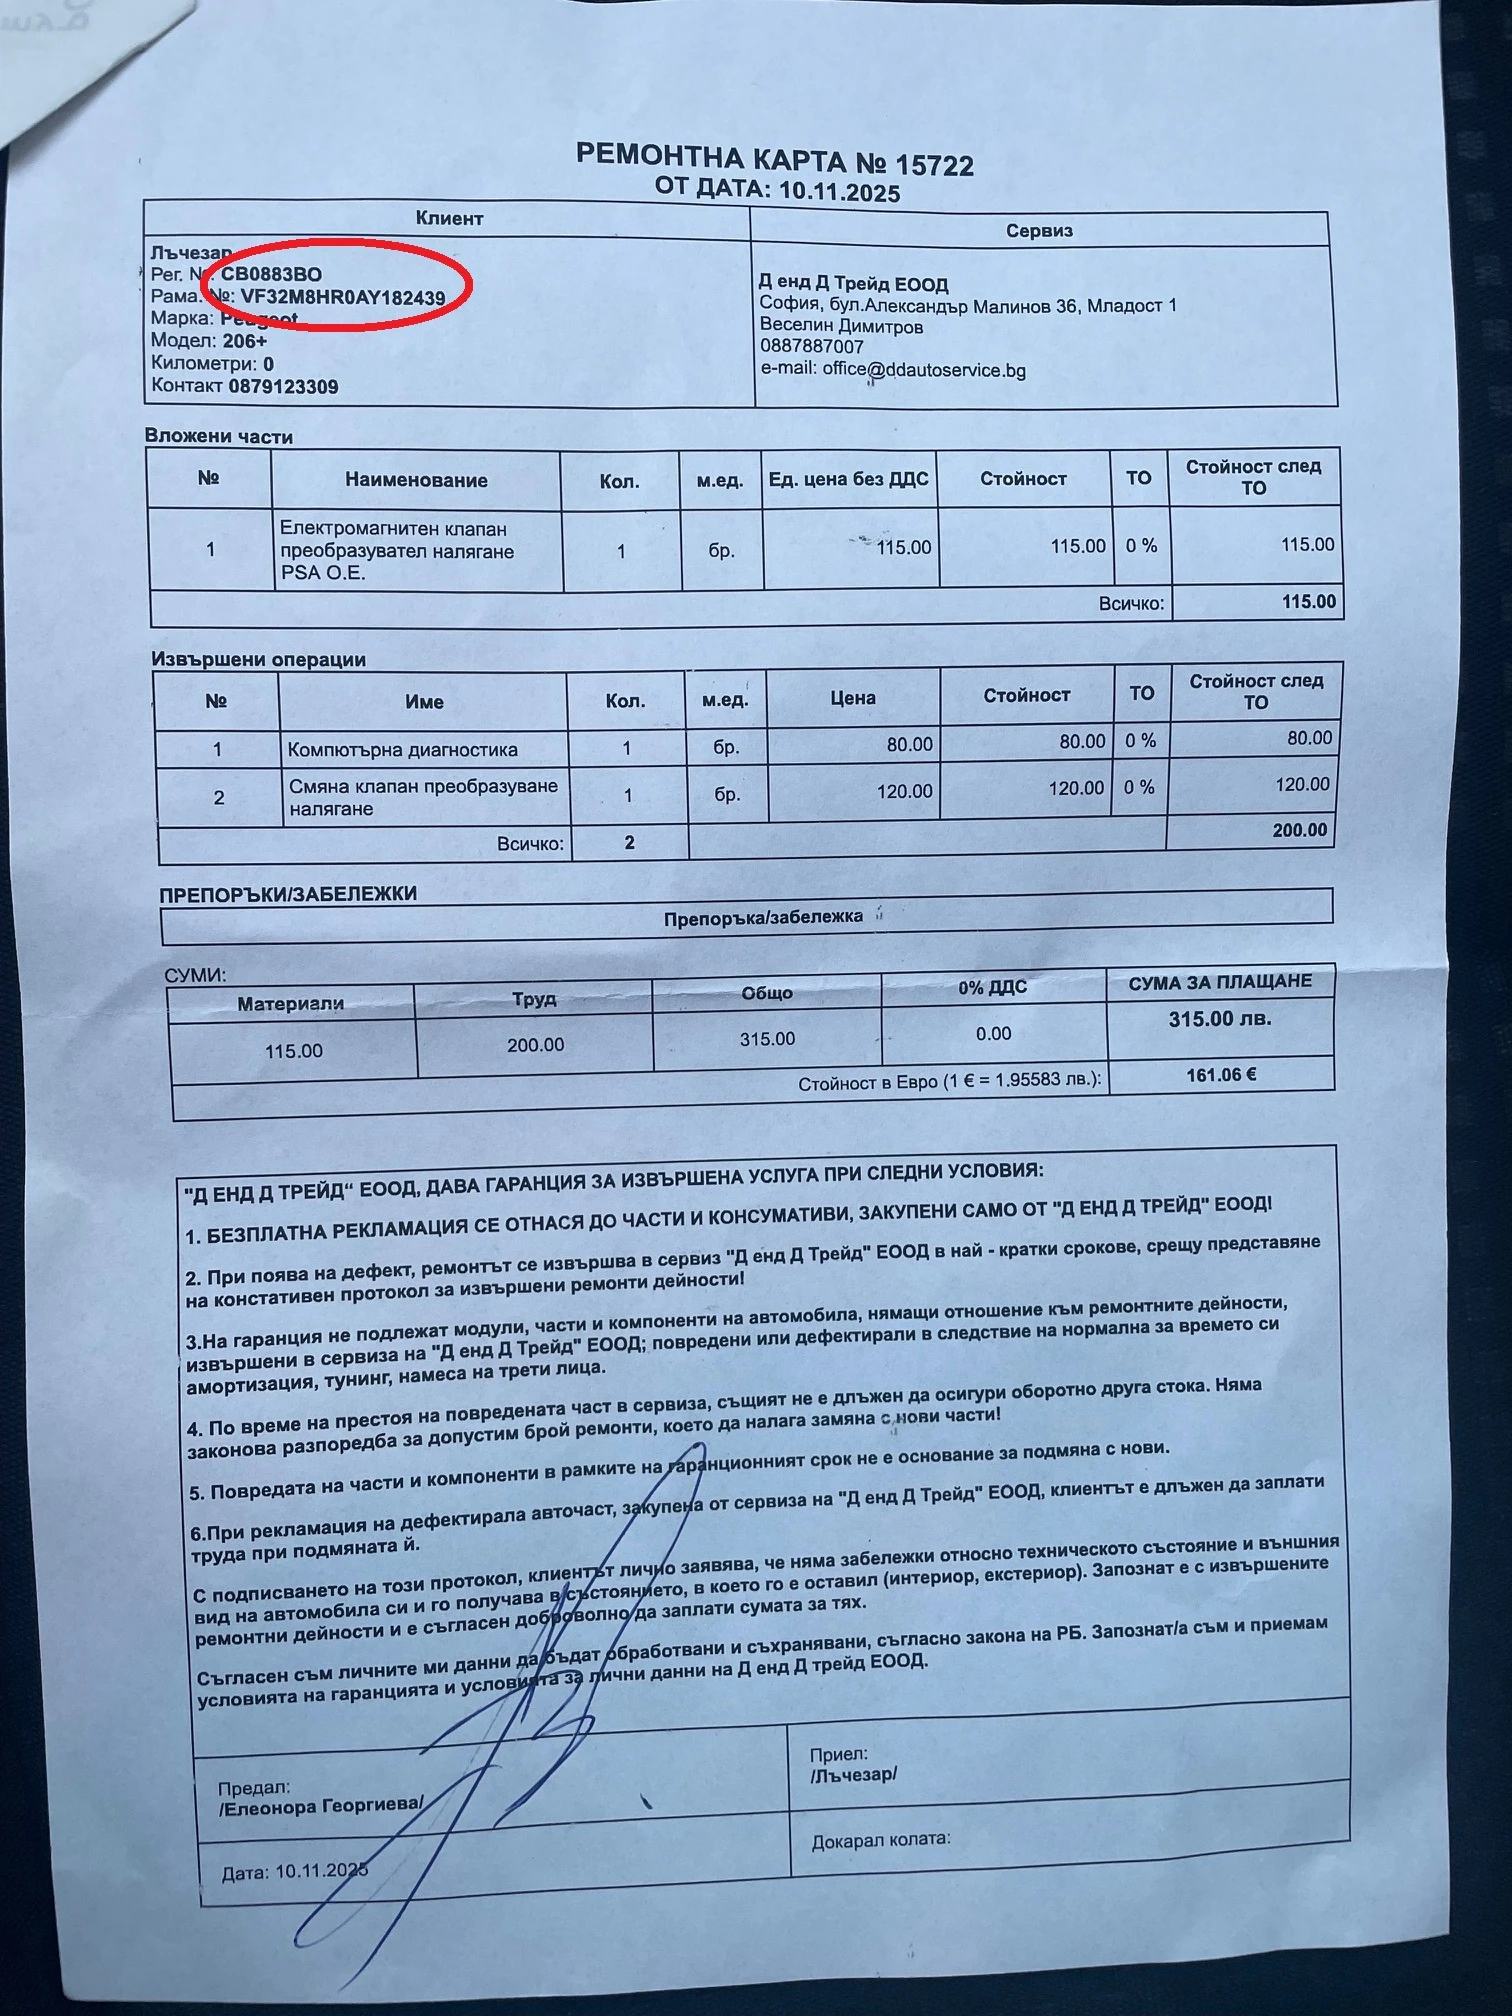 РЕМОНТНА КАРТА № 15722
ОТ ДАТА: 10.11.2025
Клиент
Сервиз
Лъчезар
Рег. №: CB0883BO
Рама. №: VF32M8HR0AY182439
Марка: Peugeot
Модел: 206+
Километри: 0
Контакт 0879123309
Д енд Д Трейд ЕООД
София, бул.Александър Малинов 36, Младост 1
Веселин Димитров
0887887007
e-mail: office@ddautoservice.bg
Вложени части
№ Наименование Кол. м.ед. Ед. цена без ДДС Стойност ТО Стойност след ТО
1 Електромагнитен клапан преобразувател налягане PSA O.E. 1 бр. 115.00 115.00 0 % 115.00
Всичко: 115.00
Извършени операции
№ Име Кол. м.ед. Цена Стойност ТО Стойност след ТО
1 Компютърна диагностика 1 бр. 80.00 80.00 0 % 80.00
2 Смяна клапан преобразуване налягане 1 бр. 120.00 120.00 0 % 120.00
Всичко: 2 200.00
ПРЕПОРЪКИ/ЗАБЕЛЕЖКИ
Препоръка/забележка
СУМИ:
Материали Труд Общо 0% ДДС СУМА ЗА ПЛАЩАНЕ
115.00 200.00 315.00 0.00 315.00 лв.
Стойност в Евро (1 € = 1.95583 лв.): 161.06 €
"Д ЕНД Д ТРЕЙД“ ЕООД, ДАВА ГАРАНЦИЯ ЗА ИЗВЪРШЕНА УСЛУГА ПРИ СЛЕДНИ УСЛОВИЯ:
1. БЕЗПЛАТНА РЕКЛАМАЦИЯ СЕ ОТНАСЯ ДО ЧАСТИ И КОНСУМАТИВИ, ЗАКУПЕНИ САМО ОТ "Д ЕНД Д ТРЕЙД" ЕООД!
2. При поява на дефект, ремонтът се извършва в сервиз "Д енд Д Трейд" ЕООД в най - кратки срокове, срещу представяне
на констативен протокол за извършени ремонти дейности!
3.На гаранция не подлежат модули, части и компоненти на автомобила, нямащи отношение към ремонтните дейности,
извършени в сервиза на "Д енд Д Трейд" ЕООД; повредени или дефектирали в следствие на нормална за времето си
амортизация, тунинг, намеса на трети лица.
4. По време на престоя на повредената част в сервиза, същият не е длъжен да осигури оборотно друга стока. Няма
законова разпоредба за допустим брой ремонти, което да налага замяна с нови части!
5. Повредата на части и компоненти в рамките на гаранционният срок не е основание за подмяна с нови.
6.При рекламация на дефектирала авточаст, закупена от сервиза на "Д енд Д Трейд" ЕООД, клиентът е длъжен да заплати
труда при подмяната й.
С подписването на този протокол, клиентът лично заявява, че няма забележки относно техническото състояние и външния
вид на автомобила си и го получава в състоянието, в което го е оставил (интериор, екстериор). Запознат е с извършените
ремонтни дейности и е съгласен доброволно да заплати сумата за тях.
Съгласен съм личните ми данни да бъдат обработвани и съхранявани, съгласно закона на РБ. Запознат/а съм и приемам
условията на гаранцията и условията за лични данни на Д енд Д трейд ЕООД.
Предал:
/Елеонора Георгиева/
Приел:
/Лъчезар/
Дата: 10.11.2025
Докарал колата: